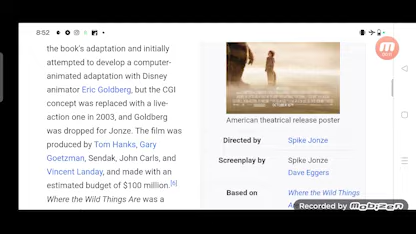 8:52
the book's adaptation and initially
attempted to develop a computer-
animated adaptation with Disney
animator Eric Goldberg, but the CGI
concept was replaced with a live-
action one in 2003, and Goldberg
was dropped for Jonze. The film was
produced by Tom Hanks, Gary
Goetzman, Sendak, John Carls, and
Vincent Landay, and made with an
estimated budget of $100 million.[6]
Where the Wild Things Are was a
American theatrical release poster
Directed by Spike Jonze
Screenplay by Spike Jonze
Dave Eggers
Based on Where the Wild Things
Recorded by Mobizen